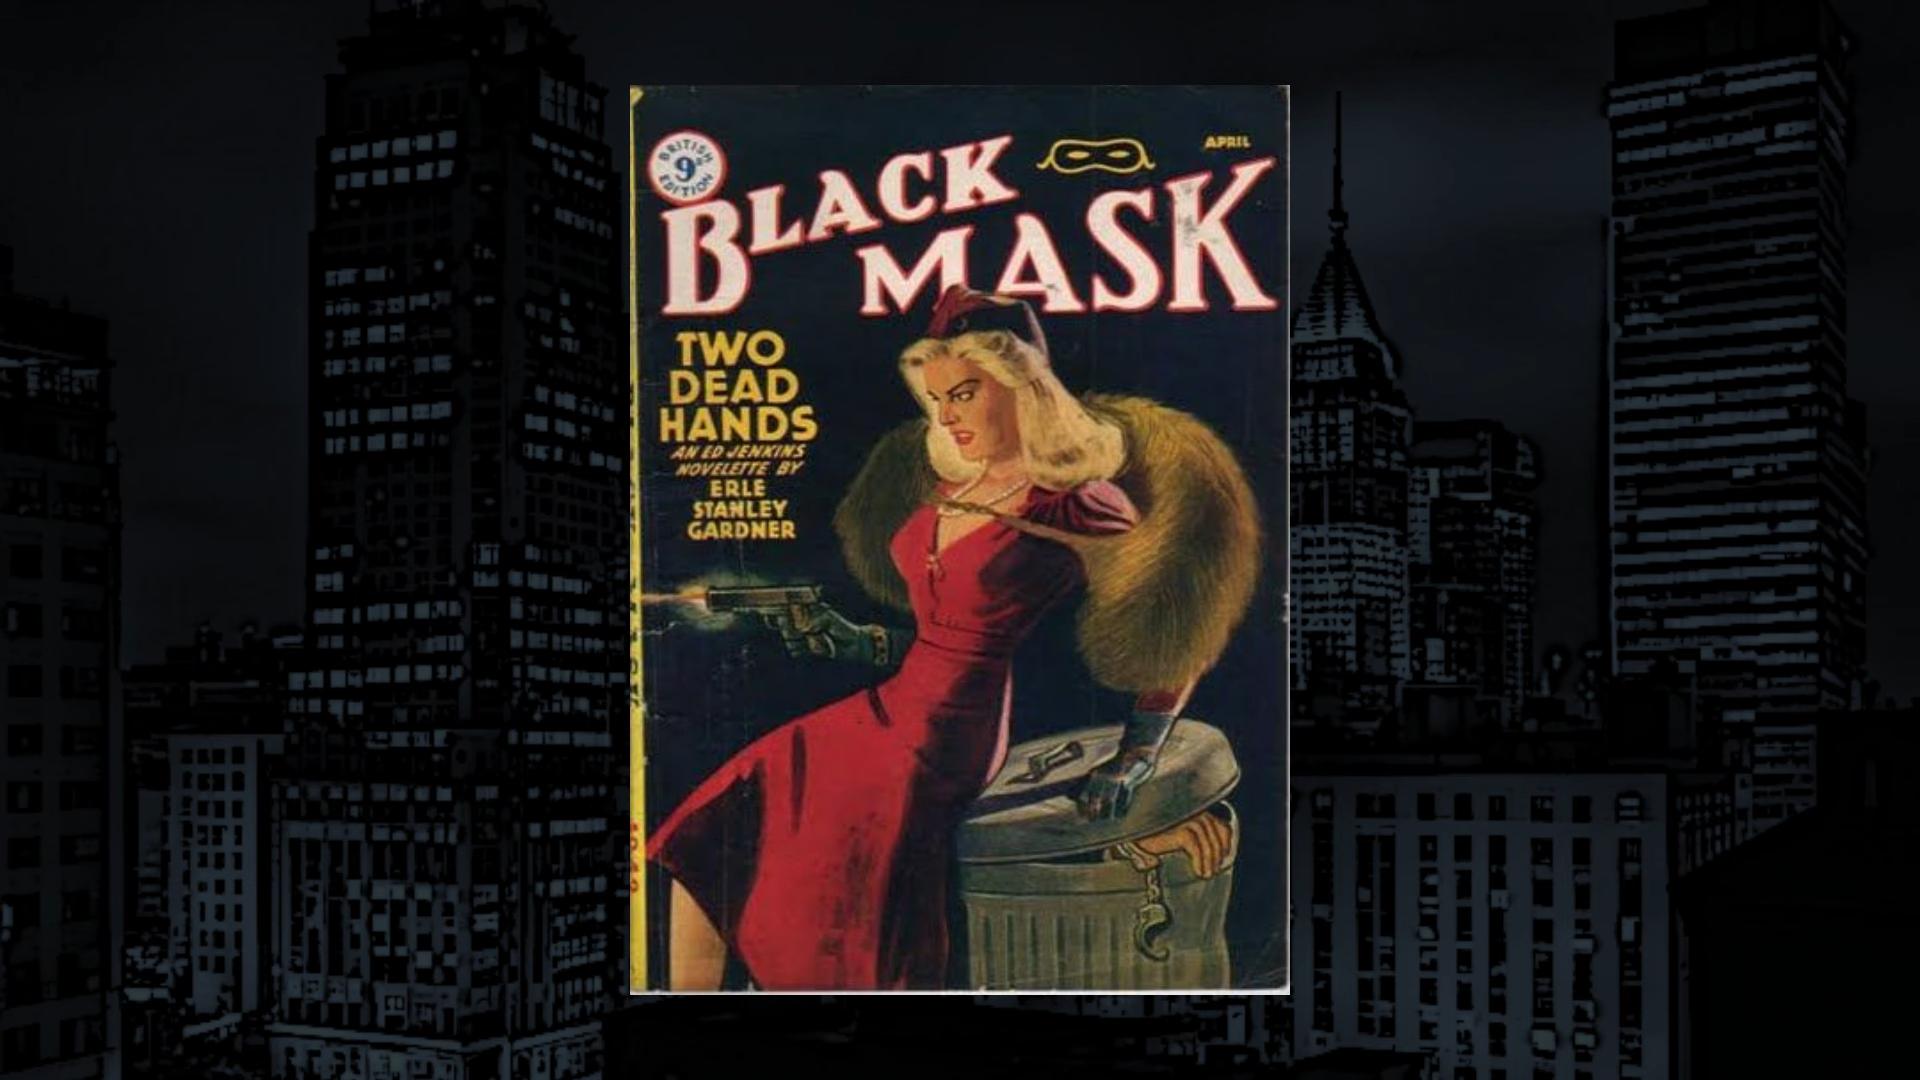 BRITISH
9ᴰ
EDITION
APRIL
BLACK
MASK
TWO
DEAD
HANDS
AN ED JENKINS
NOVELETTE BY
ERLE
STANLEY
GARDNER